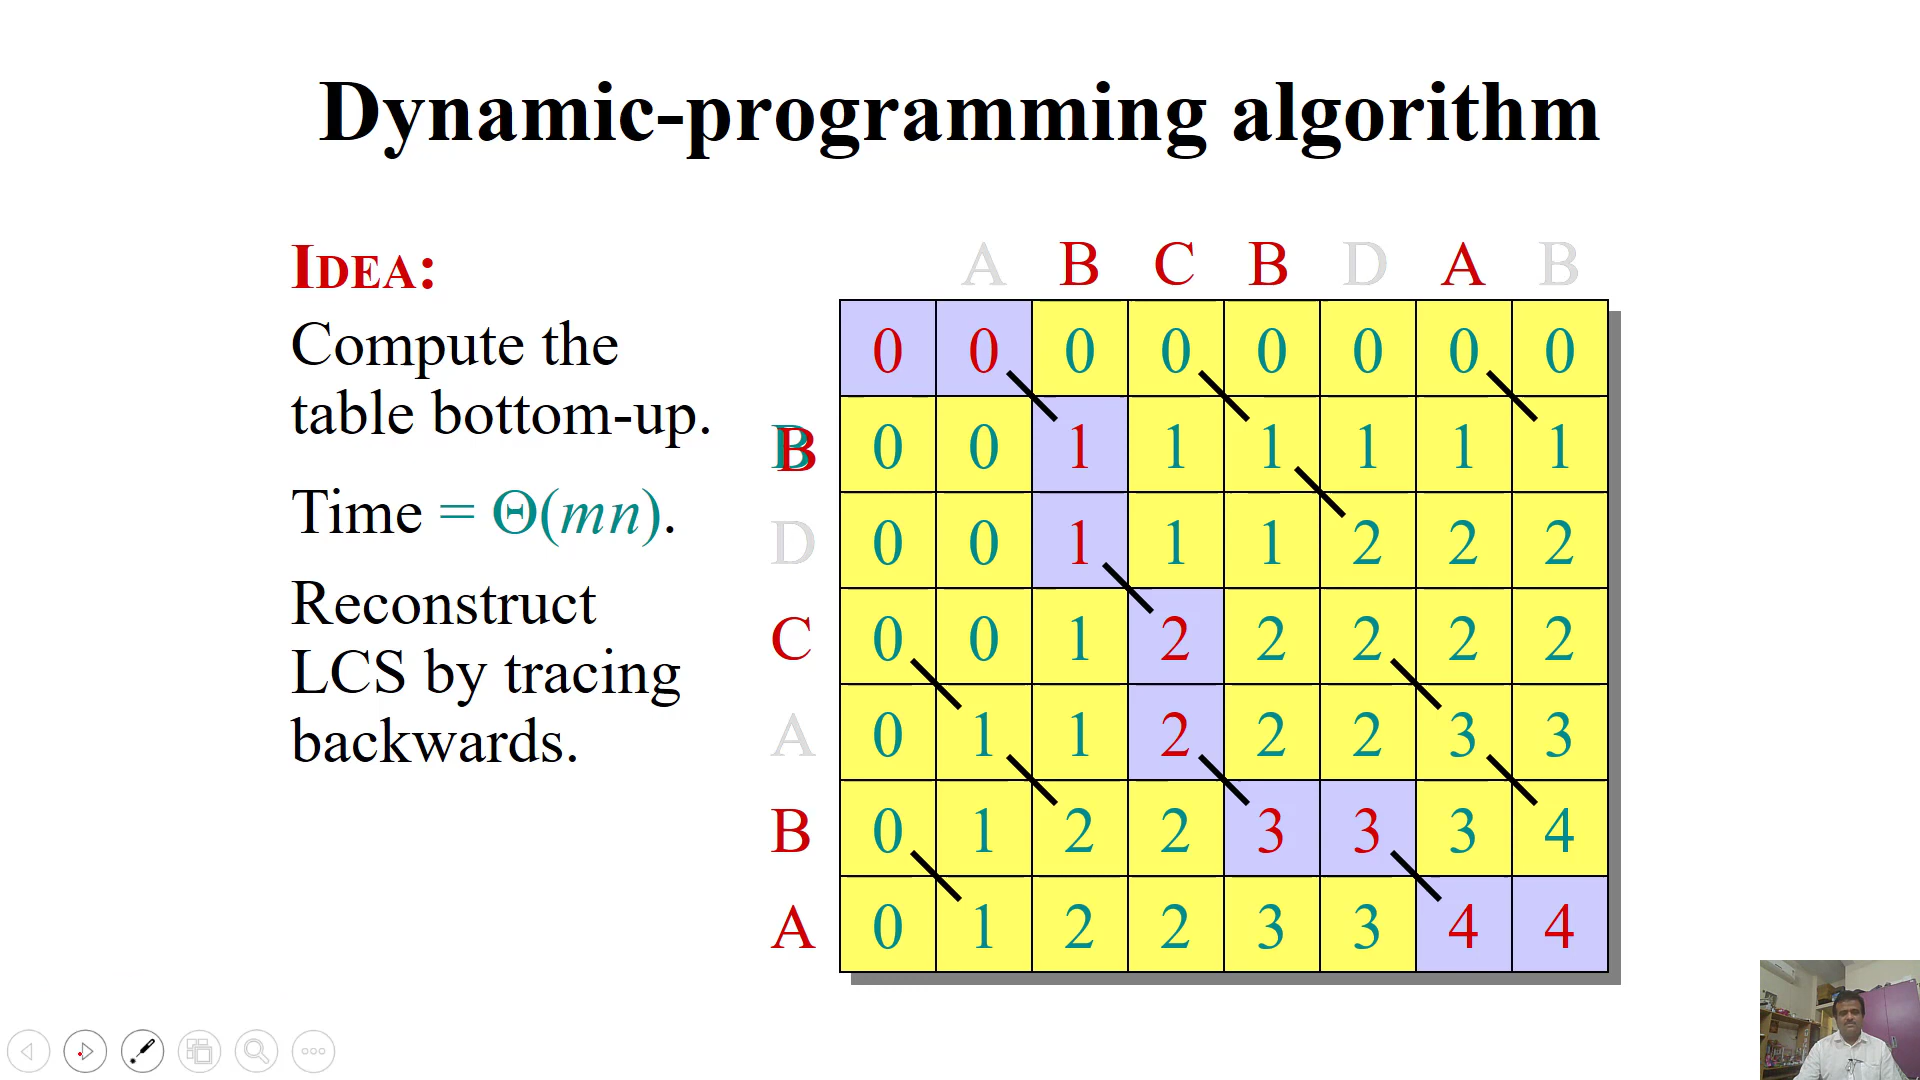 Dynamic-programming algorithm
IDEA:
Compute the
table bottom-up.
Time = Θ(mn).
Reconstruct
LCS by tracing
backwards.
A B C B D A B
0 0 0 0 0 0 0 0
B 0 0 1 1 1 1 1 1
D 0 0 1 1 1 2 2 2
C 0 0 1 2 2 2 2 2
A 0 1 1 2 2 2 3 3
B 0 1 2 2 3 3 3 4
A 0 1 2 2 3 3 4 4